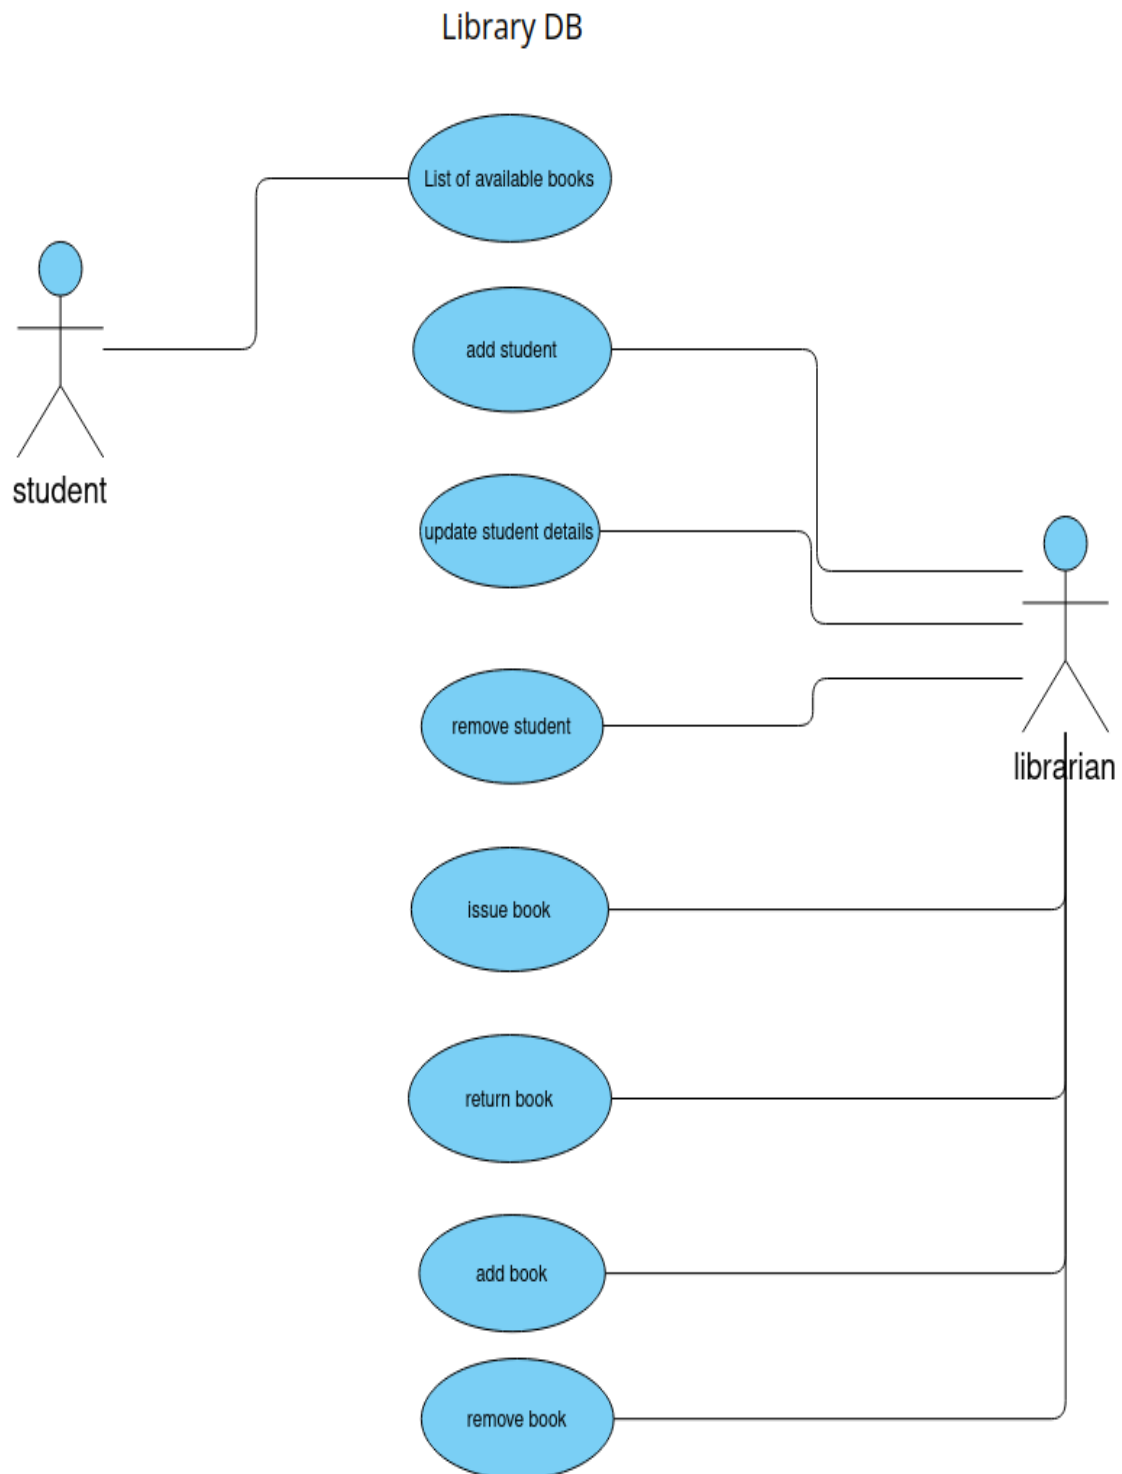 Library DB
List of available books
add student
student
update student details
remove student
librarian
issue book
return book
add book
remove book